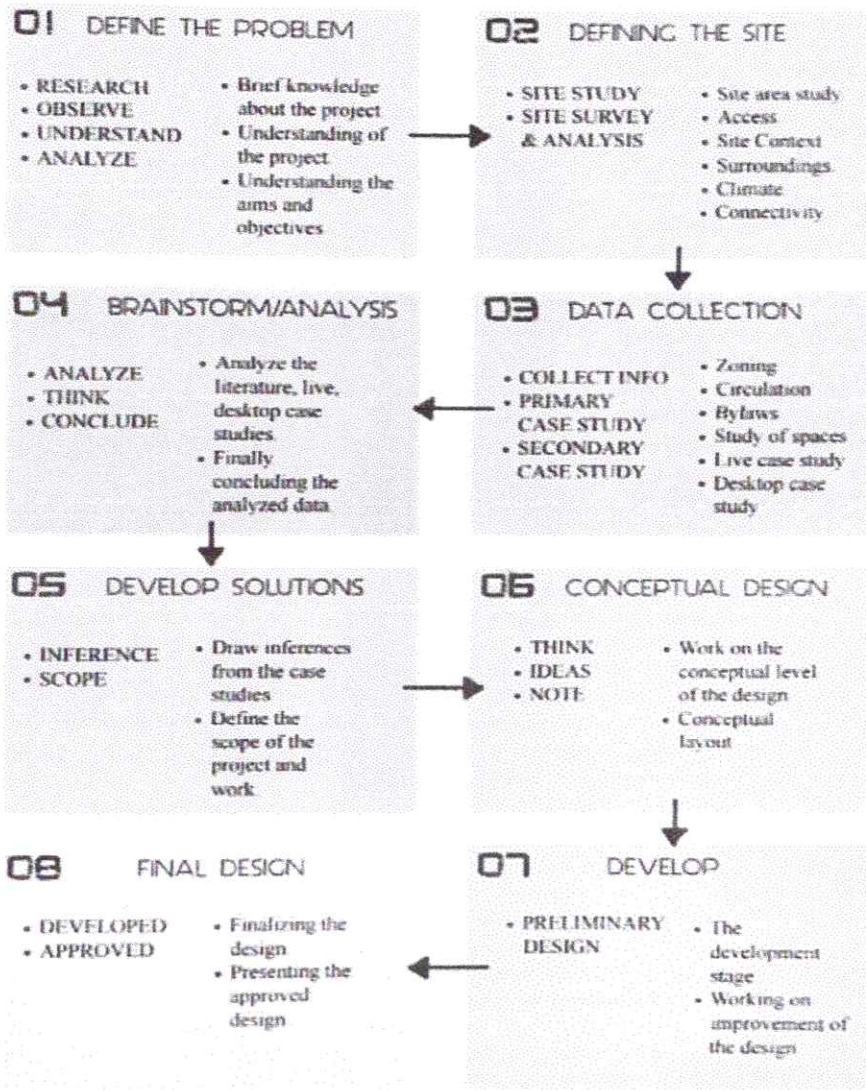 01 DEFINE THE PROBLEM
• RESEARCH
• OBSERVE
• UNDERSTAND
• ANALYZE
• Brief knowledge
about the project
• Understanding of
the project
• Understanding the
aims and
objectives
02 DEFINING THE SITE
• SITE STUDY
• SITE SURVEY
& ANALYSIS
• Site area study
• Access
• Site Context
• Surroundings
• Climate
• Connectivity
03 DATA COLLECTION
• COLLECT INFO
• PRIMARY
CASE STUDY
• SECONDARY
CASE STUDY
• Zoning
• Circulation
• Bylaws
• Study of spaces
• Live case study
• Desktop case
study
04 BRAINSTORM/ANALYSIS
• ANALYZE
• THINK
• CONCLUDE
• Analyze the
literature, live,
desktop case
studies.
• Finally
concluding the
analyzed data.
05 DEVELOP SOLUTIONS
• INFERENCE
• SCOPE
• Draw inferences
from the case
studies
• Define the
scope of the
project and
work.
06 CONCEPTUAL DESIGN
• THINK
• IDEAS
• NOTE
• Work on the
conceptual level
of the design
• Conceptual
layout
07 DEVELOP
• PRELIMINARY
DESIGN
• The
development
stage
• Working on
improvement of
the design
08 FINAL DESIGN
• DEVELOPED
• APPROVED
• Finalizing the
design
• Presenting the
approved
design